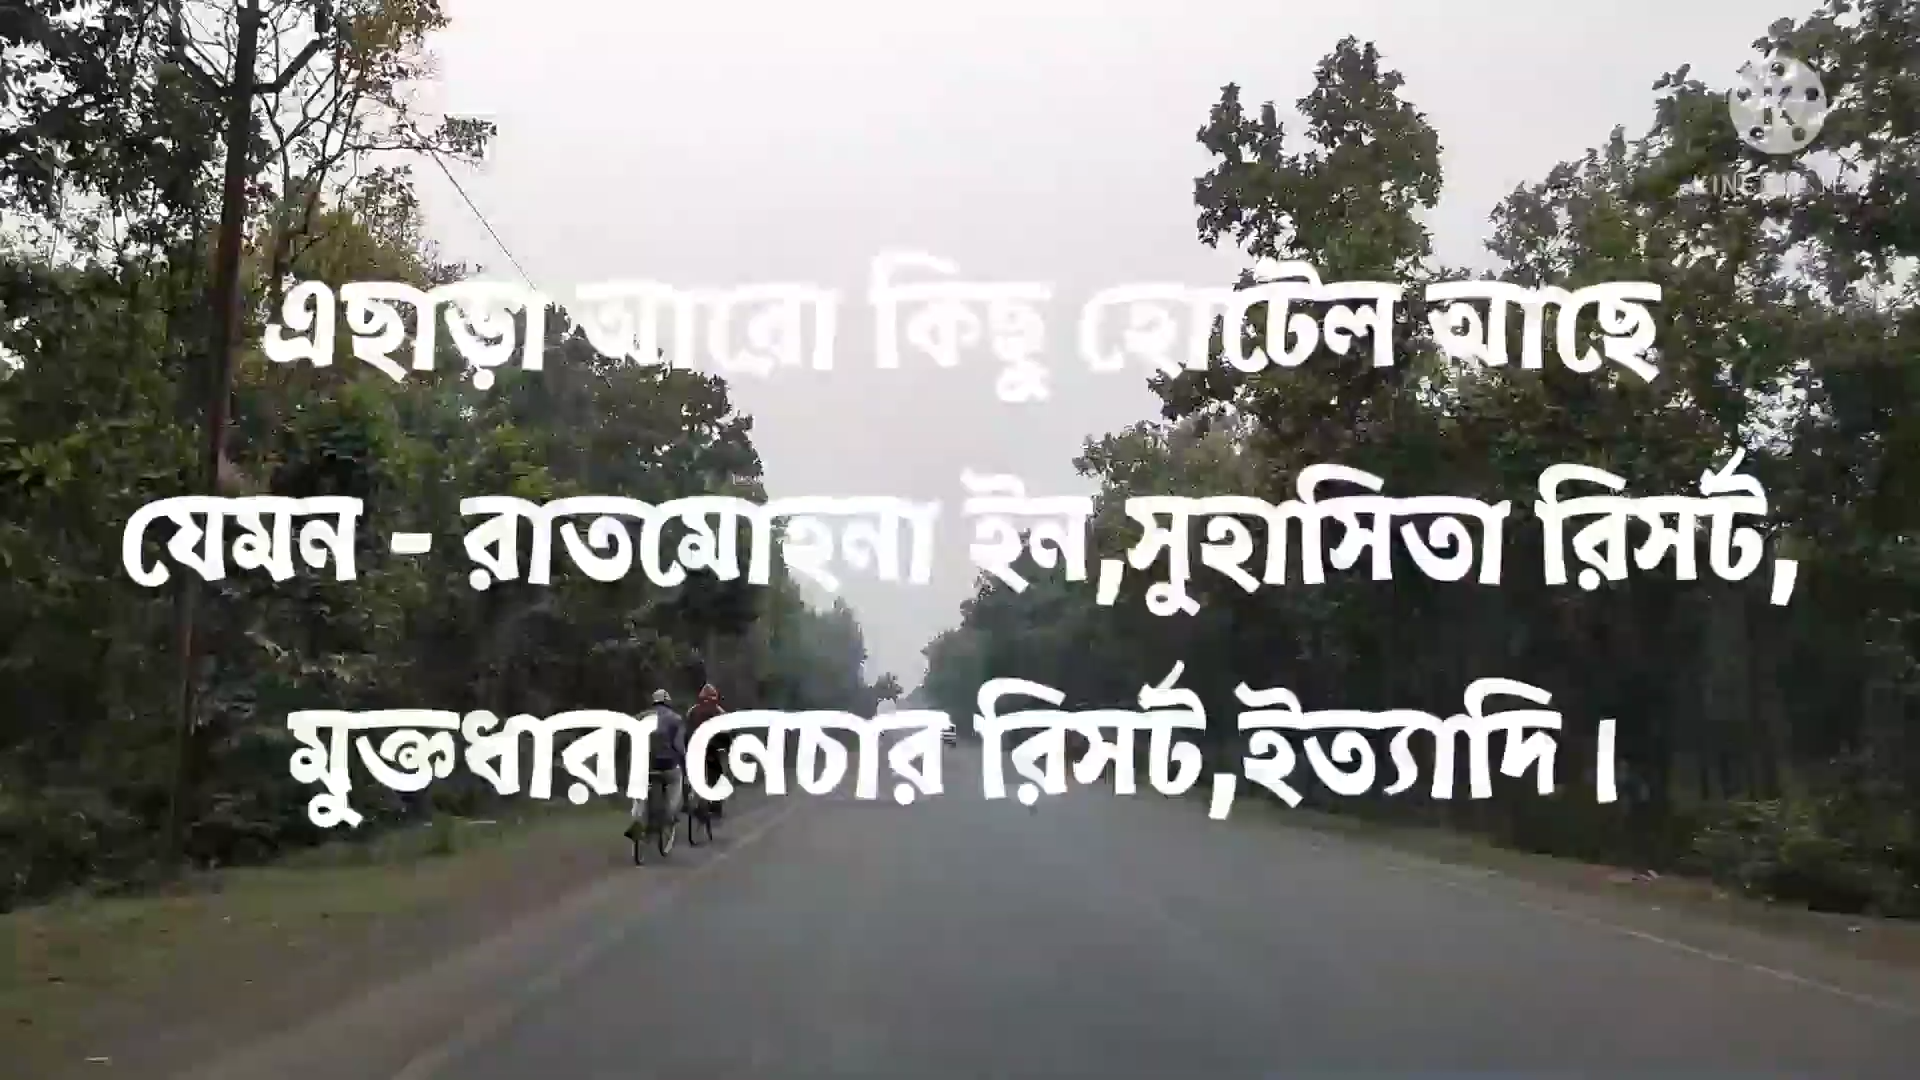 এছাড়া আরো কিছু হোটেল আছে
যেমন - রাতমোহনা ইন,সুহাসিতা রিসর্ট,
মুক্তধারা নেচার রিসর্ট,ইত্যাদি।